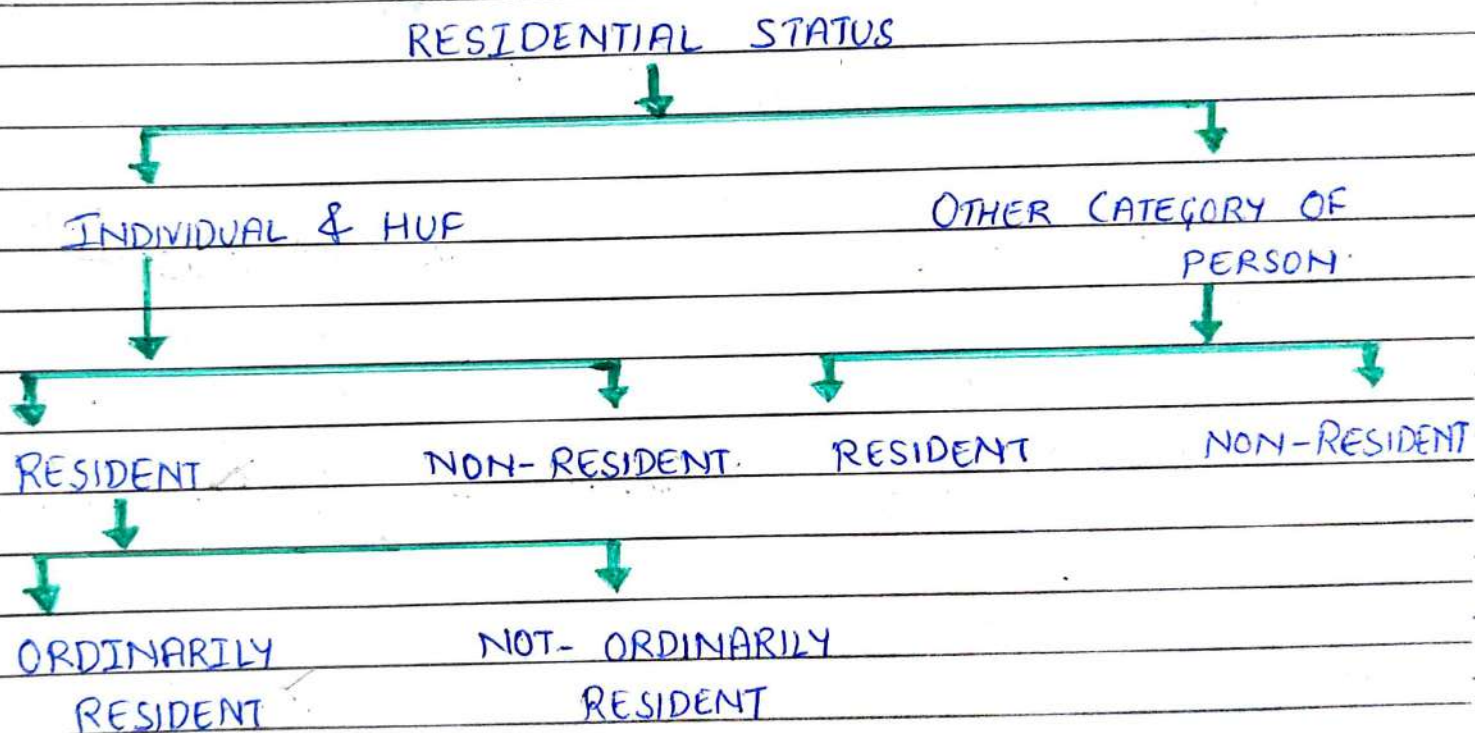 RESIDENTIAL STATUS
INDIVIDUAL & HUF
OTHER CATEGORY OF
PERSON.
RESIDENT
NON-RESIDENT.
RESIDENT
NON-RESIDENT
ORDINARILY
RESIDENT
NOT- ORDINARILY
RESIDENT